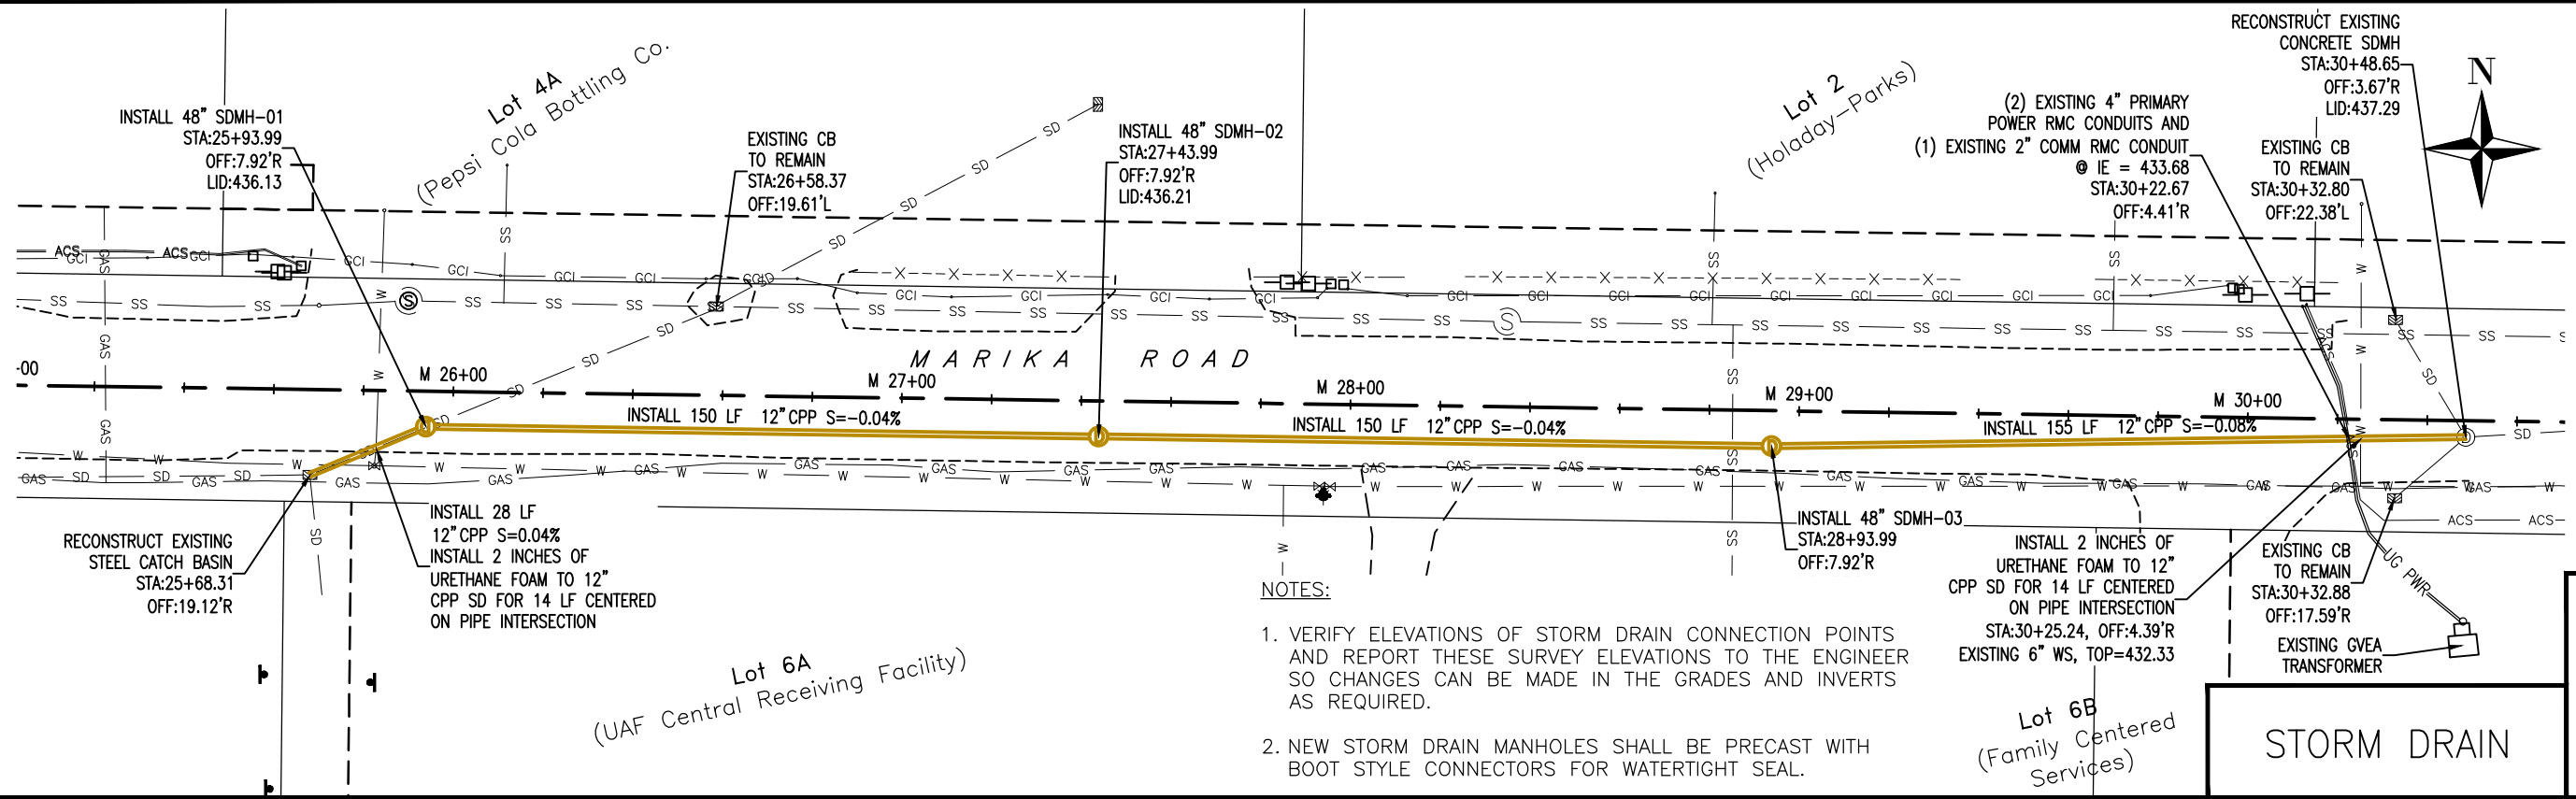 INSTALL 48" SDMH-01
STA:25+93.99
OFF:7.92'R
LID:436.13
Lot 4A
(Pepsi Cola Bottling Co.
EXISTING CB
TO REMAIN
STA:26+58.37
OFF:19.61'L
INSTALL 48" SDMH-02
STA:27+43.99
OFF:7.92'R
LID:436.21
Lot 2
(Holaday-Parks)
(2) EXISTING 4" PRIMARY
POWER RMC CONDUITS AND
(1) EXISTING 2" COMM RMC CONDUIT
@ IE = 433.68
STA:30+22.67
OFF:4.41'R
RECONSTRUCT EXISTING
CONCRETE SDMH
STA:30+48.65
OFF:3.67'R
LID:437.29
EXISTING CB
TO REMAIN
STA:30+32.80
OFF:22.38'L
N
MARIKA ROAD
-00
M 26+00
M 27+00
M 28+00
M 29+00
M 30+00
INSTALL 150 LF 12"CPP S=-0.04%
INSTALL 150 LF 12"CPP S=-0.04%
INSTALL 155 LF 12"CPP S=-0.08%
RECONSTRUCT EXISTING
STEEL CATCH BASIN
STA:25+68.31
OFF:19.12'R
INSTALL 28 LF
12"CPP S=0.04%
INSTALL 2 INCHES OF
URETHANE FOAM TO 12"
CPP SD FOR 14 LF CENTERED
ON PIPE INTERSECTION
INSTALL 48" SDMH-03
STA:28+93.99
OFF:7.92'R
INSTALL 2 INCHES OF
URETHANE FOAM TO 12"
CPP SD FOR 14 LF CENTERED
ON PIPE INTERSECTION
STA:30+25.24, OFF:4.39'R
EXISTING 6" WS, TOP=432.33
EXISTING CB
TO REMAIN
STA:30+32.88
OFF:17.59'R
UG PWR
EXISTING GVEA
TRANSFORMER
Lot 6A
(UAF Central Receiving Facility)
NOTES:
1. VERIFY ELEVATIONS OF STORM DRAIN CONNECTION POINTS
AND REPORT THESE SURVEY ELEVATIONS TO THE ENGINEER
SO CHANGES CAN BE MADE IN THE GRADES AND INVERTS
AS REQUIRED.
2. NEW STORM DRAIN MANHOLES SHALL BE PRECAST WITH
BOOT STYLE CONNECTORS FOR WATERTIGHT SEAL.
Lot 6B
(Family Centered
Services)
STORM DRAIN